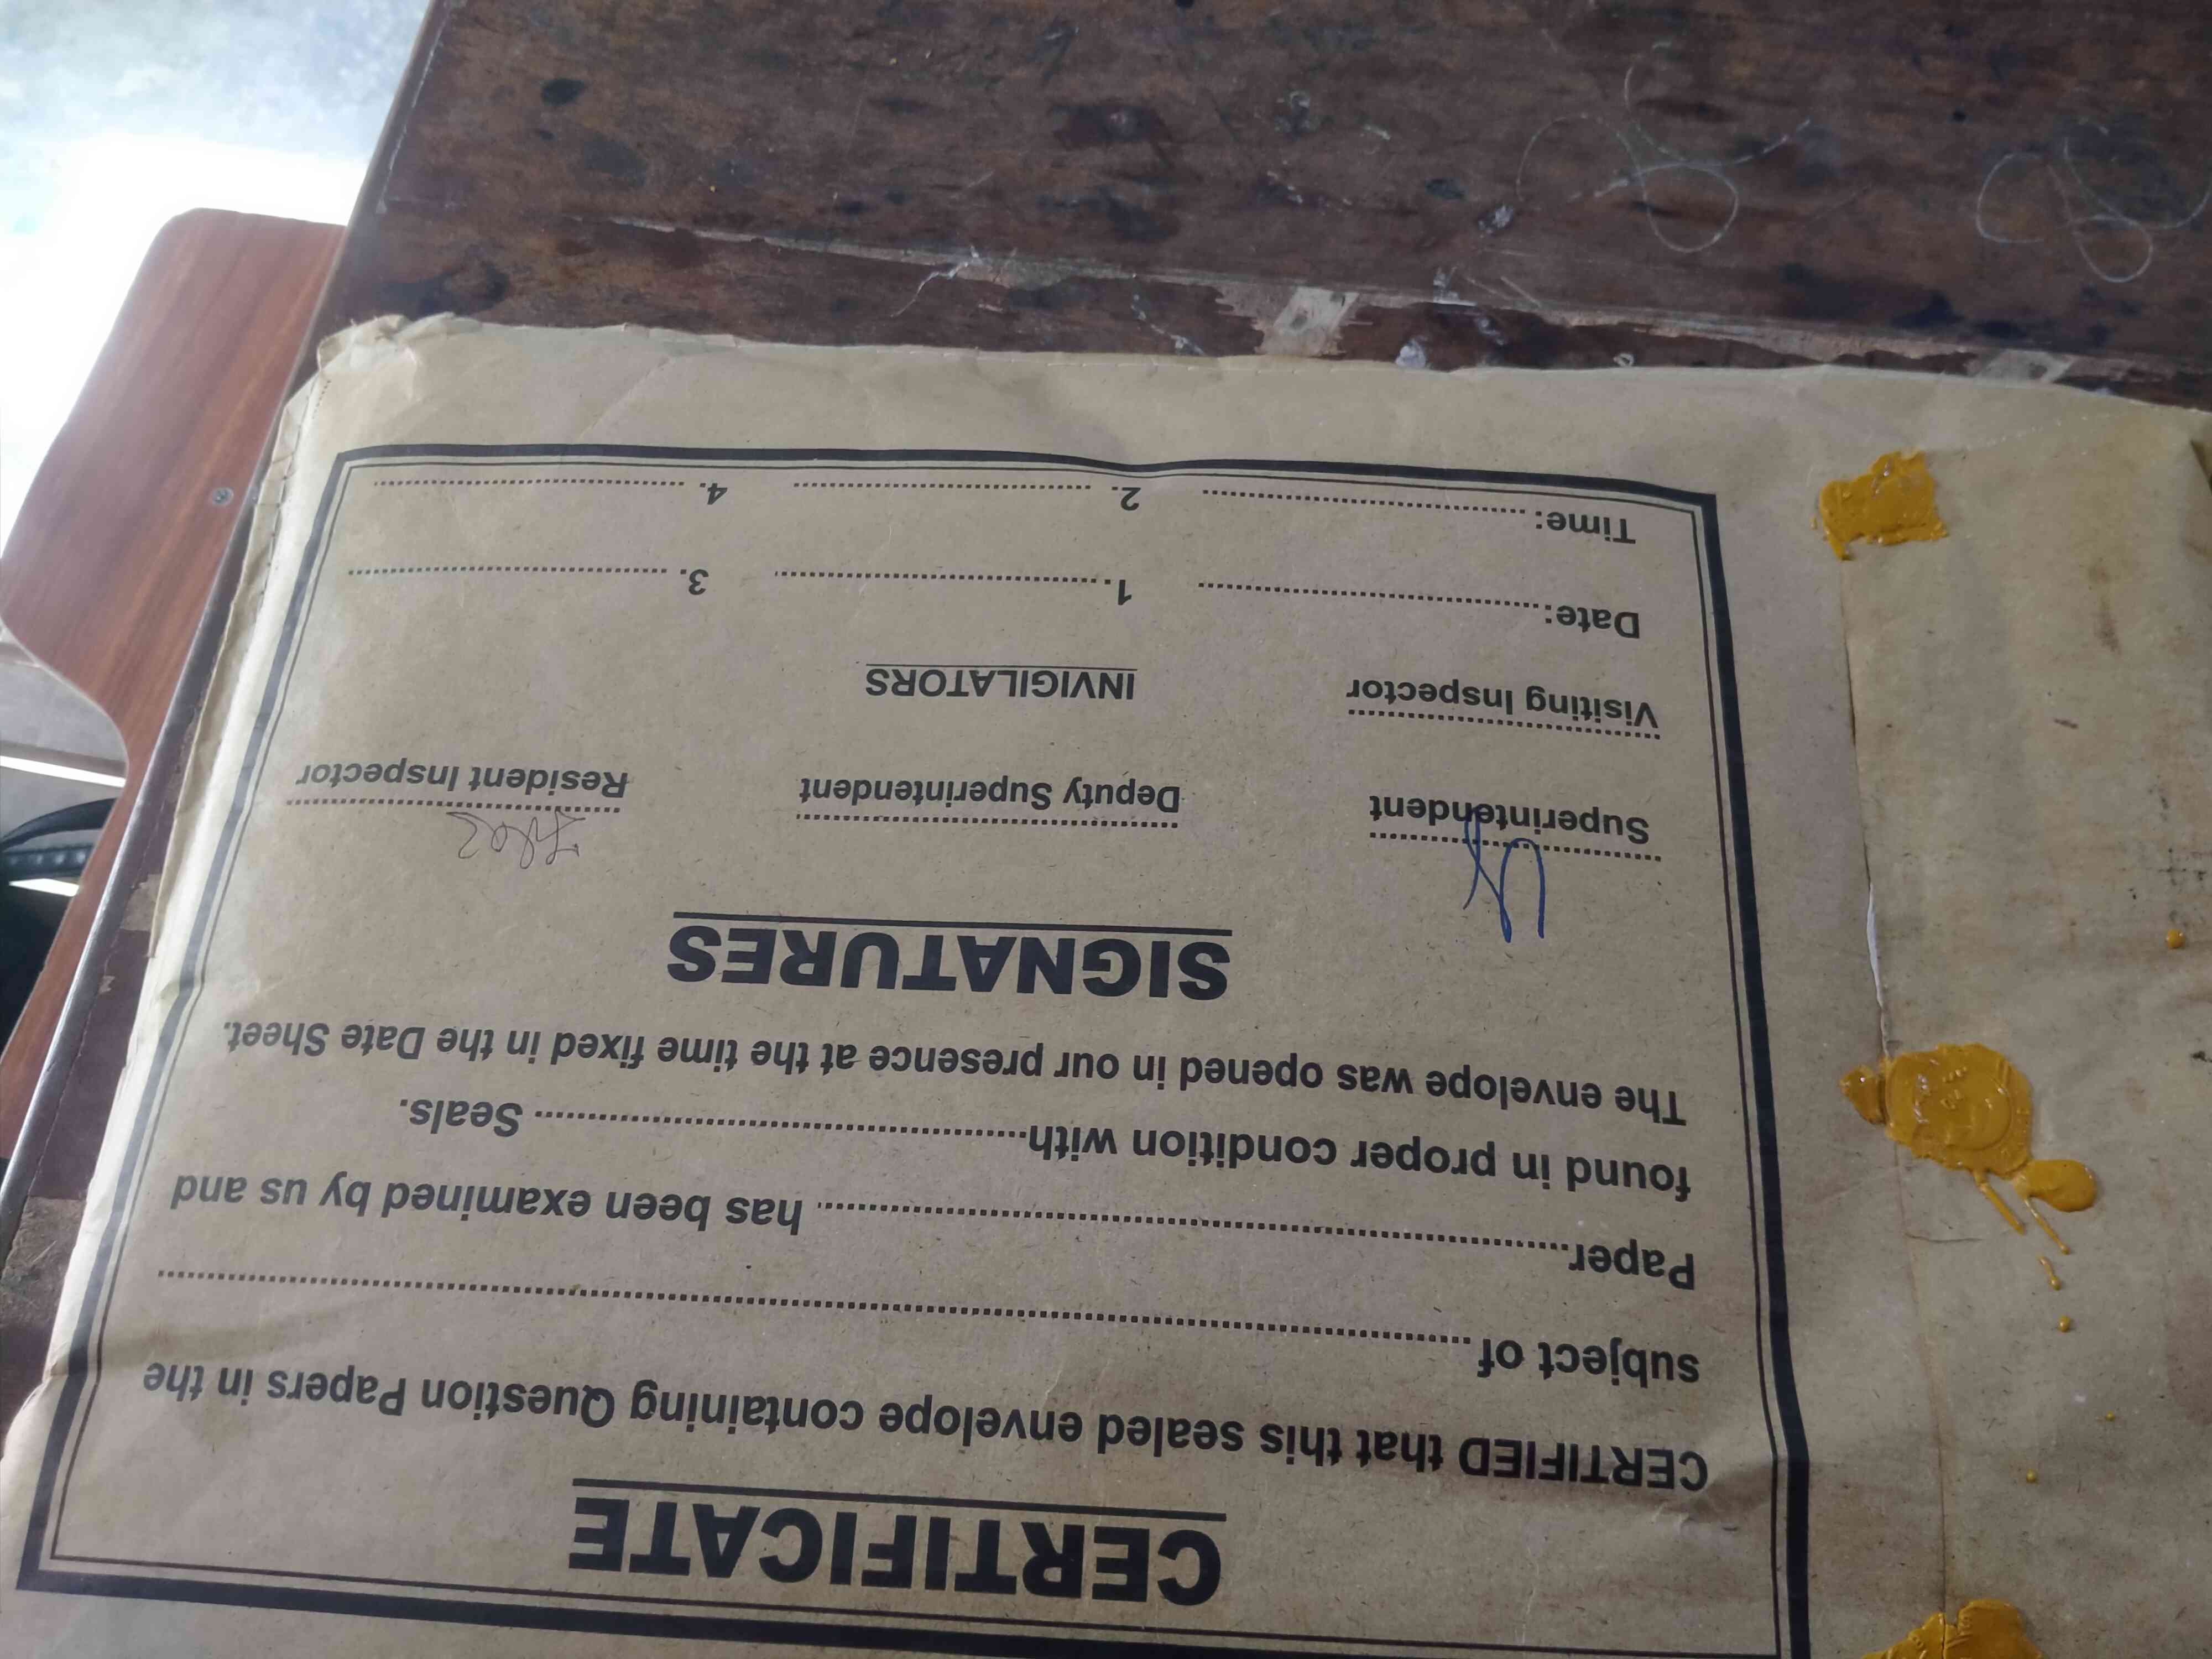 CERTIFICATE
CERTIFIED that this sealed envelope containing Question Papers in the
subject of ........................................................
Paper........................................ has been examined by us and
found in proper condition with........................ Seals.
The envelope was opened in our presence at the time fixed in the Date Sheet.
SIGNATURES
Superintendent Deputy Superintendent Resident Inspector
Visiting Inspector INVIGILATORS
Date:........................ 1......................... 3.........................
Time:........................ 2......................... 4.........................